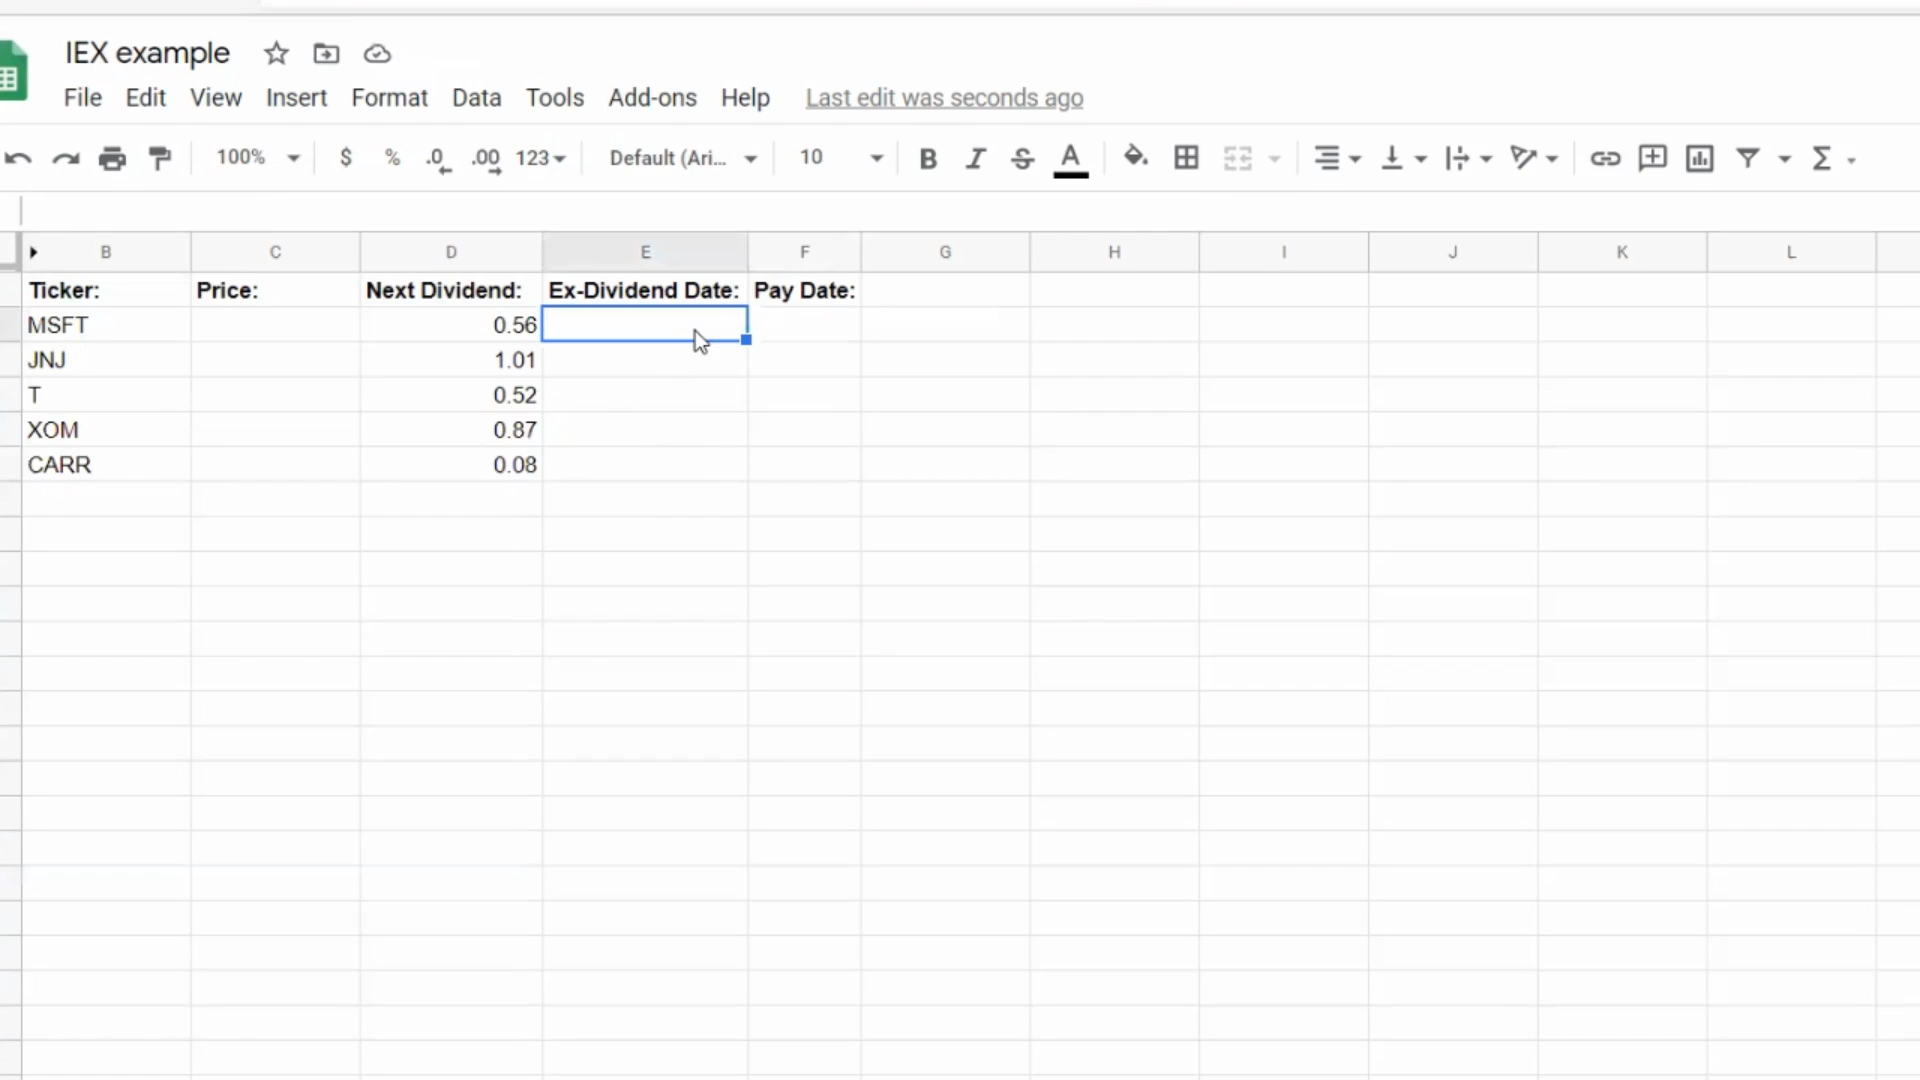 IEX example
File Edit View Insert Format Data Tools Add-ons Help Last edit was seconds ago
100% $ % .0 .00 123 Default (Ari... 10 B I S A Σ
B C D E F G H I J K L
Ticker: Price: Next Dividend: Ex-Dividend Date: Pay Date:
MSFT 0.56
JNJ 1.01
T 0.52
XOM 0.87
CARR 0.08